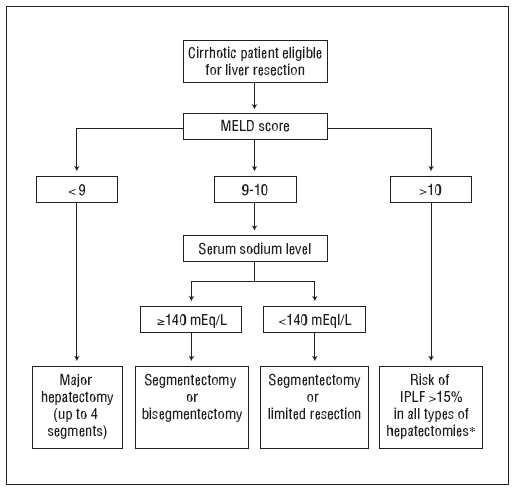 Cirrhotic patient eligible
for liver resection
MELD score
<9
9-10
>10
Serum sodium level
≥140 mEq/L
<140 mEql/L
Major
hepatectomy
(up to 4
segments)
Segmentectomy
or
bisegmentectomy
Segmentectomy
or
limited resection
Risk of
IPLF >15%
in all types of
hepatectomies*